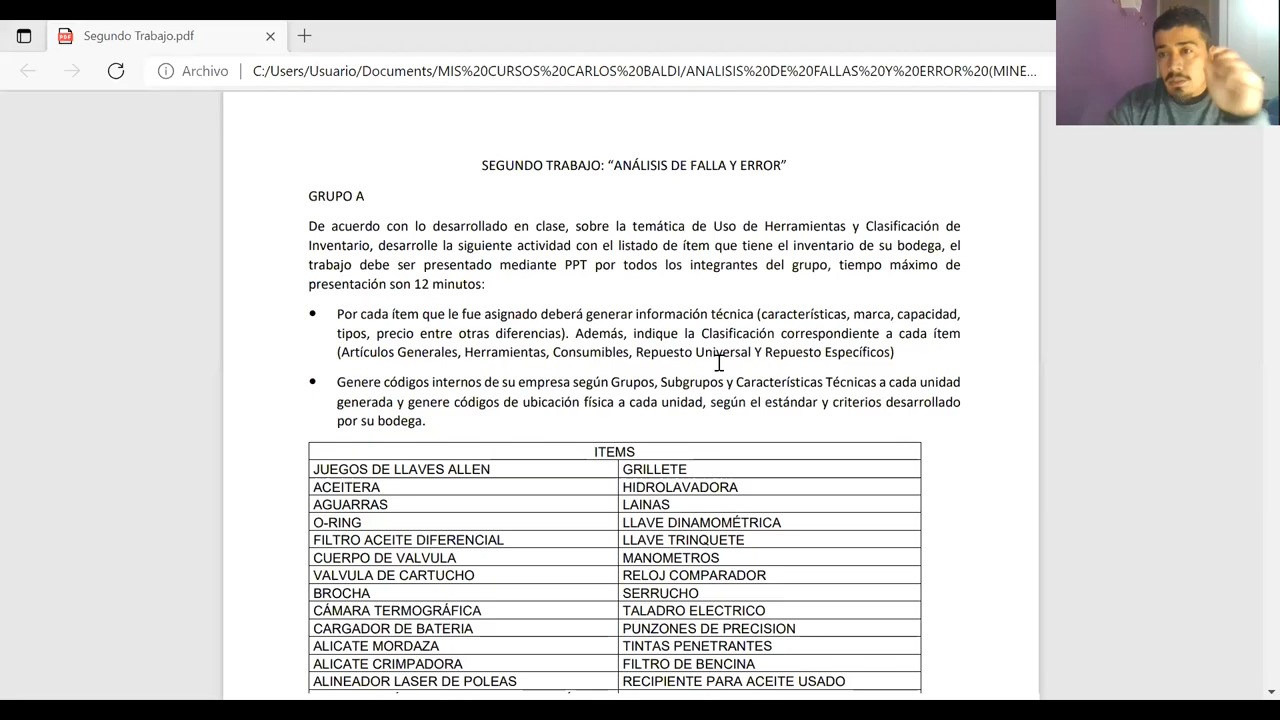 Segundo Trabajo.pdf
Archivo
C:/Users/Usuario/Documents/MIS%20CURSOS%20CARLOS%20BALDI/ANALISIS%20DE%20FALLAS%20Y%20ERROR%20(MINE...
SEGUNDO TRABAJO: “ANÁLISIS DE FALLA Y ERROR”
GRUPO A
De acuerdo con lo desarrollado en clase, sobre la temática de Uso de Herramientas y Clasificación de
Inventario, desarrolle la siguiente actividad con el listado de ítem que tiene el inventario de su bodega, el
trabajo debe ser presentado mediante PPT por todos los integrantes del grupo, tiempo máximo de
presentación son 12 minutos:
• Por cada ítem que le fue asignado deberá generar información técnica (características, marca, capacidad,
tipos, precio entre otras diferencias). Además, indique la Clasificación correspondiente a cada ítem
(Artículos Generales, Herramientas, Consumibles, Repuesto Universal Y Repuesto Específicos)
• Genere códigos internos de su empresa según Grupos, Subgrupos y Características Técnicas a cada unidad
generada y genere códigos de ubicación física a cada unidad, según el estándar y criterios desarrollado
por su bodega.
ITEMS
JUEGOS DE LLAVES ALLEN GRILLETE
ACEITERA HIDROLAVADORA
AGUARRAS LAINAS
O-RING LLAVE DINAMOMÉTRICA
FILTRO ACEITE DIFERENCIAL LLAVE TRINQUETE
CUERPO DE VALVULA MANOMETROS
VALVULA DE CARTUCHO RELOJ COMPARADOR
BROCHA SERRUCHO
CÁMARA TERMOGRÁFICA TALADRO ELECTRICO
CARGADOR DE BATERIA PUNZONES DE PRECISION
ALICATE MORDAZA TINTAS PENETRANTES
ALICATE CRIMPADORA FILTRO DE BENCINA
ALINEADOR LASER DE POLEAS RECIPIENTE PARA ACEITE USADO